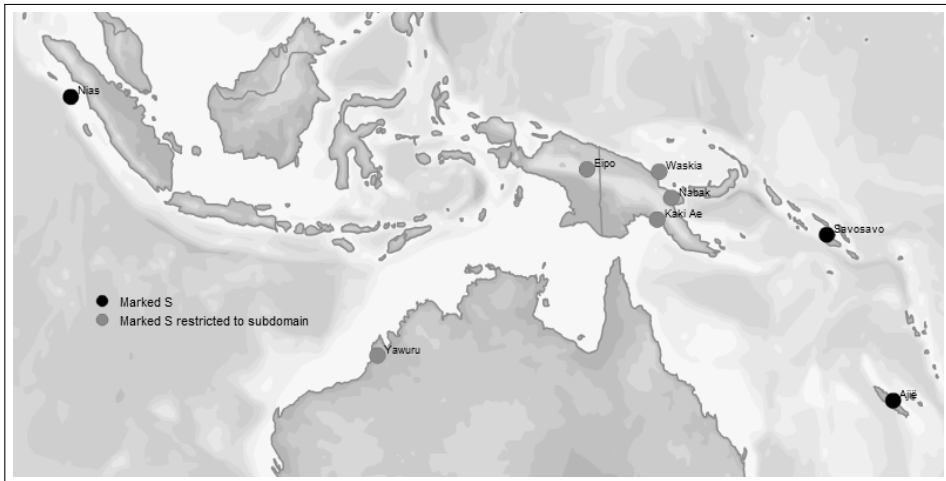 Nias
Eipo
Waskia
Nabak
Kaki Ae
Savosavo
Marked S
Marked S restricted to subdomain
Yawuru
Ajië